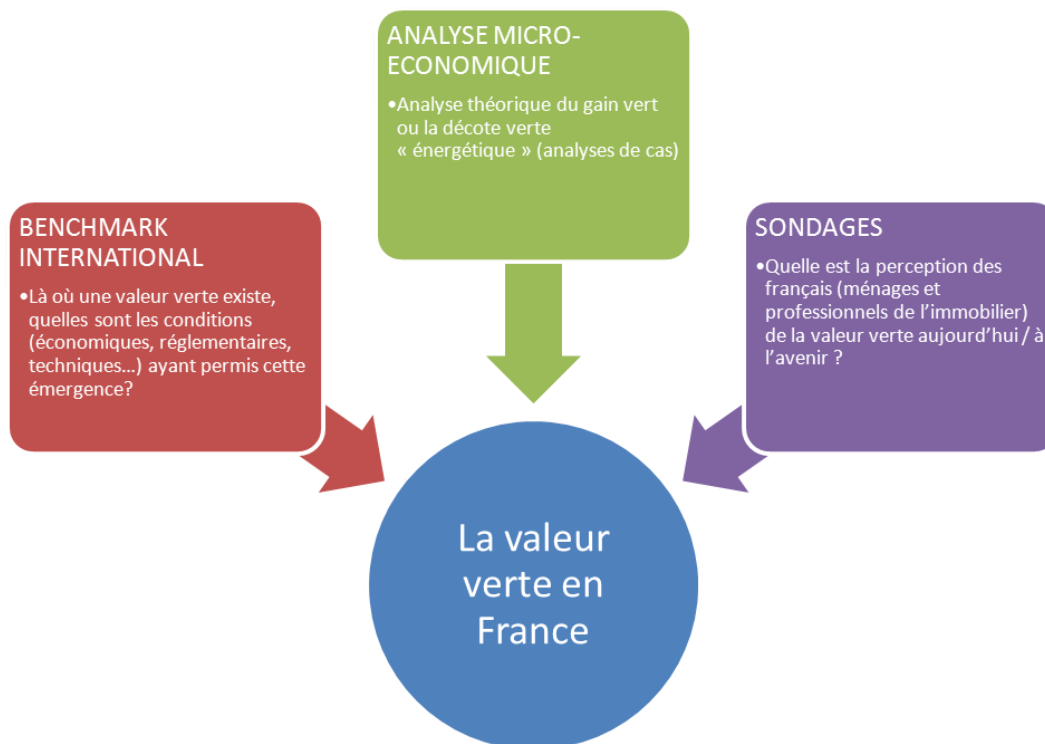 ANALYSE MICRO-
ECONOMIQUE
•Analyse théorique du gain vert
ou la décote verte
« énergétique » (analyses de cas)
BENCHMARK
INTERNATIONAL
•Là où une valeur verte existe,
quelles sont les conditions
(économiques, réglementaires,
techniques...) ayant permis cette
émergence?
SONDAGES
•Quelle est la perception des
français (ménages et
professionnels de l'immobilier)
de la valeur verte aujourd'hui / à
l'avenir ?
La valeur
verte en
France